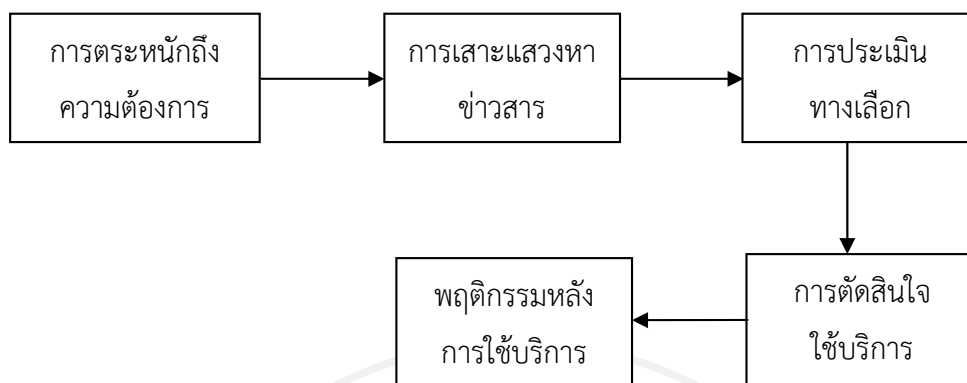 การตระหนักถึง
ความต้องการ
การเสาะแสวงหา
ข่าวสาร
การประเมิน
ทางเลือก
การตัดสินใจ
ใช้บริการ
พฤติกรรมหลัง
การใช้บริการ